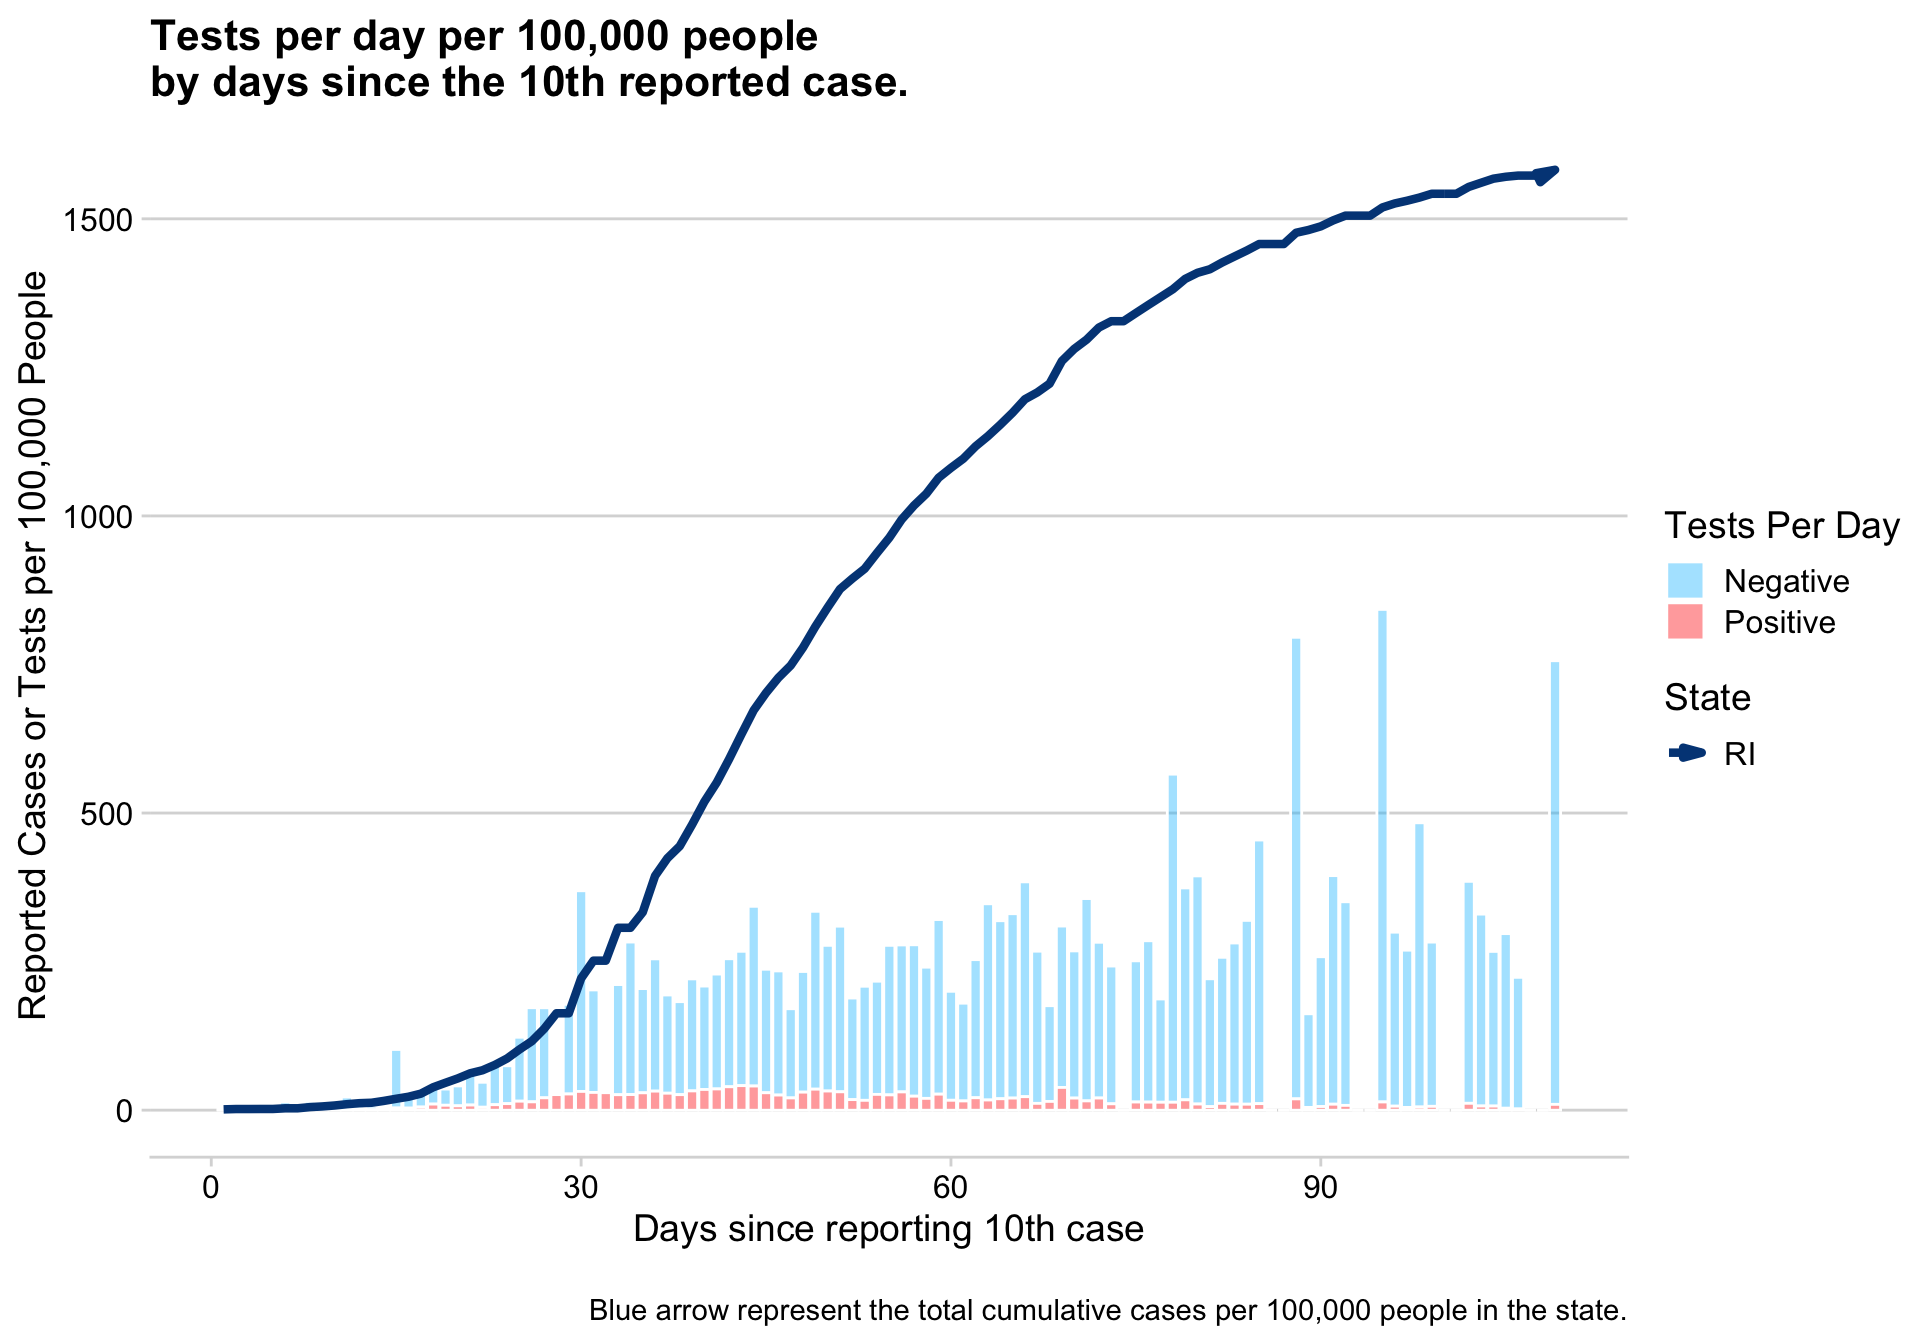 Tests per day per 100,000 people
by days since the 10th reported case.
Reported Cases or Tests per 100,000 People
1500
1000
500
0
0
30
60
90
Days since reporting 10th case
Tests Per Day
Negative
Positive
State
RI
Blue arrow represent the total cumulative cases per 100,000 people in the state.